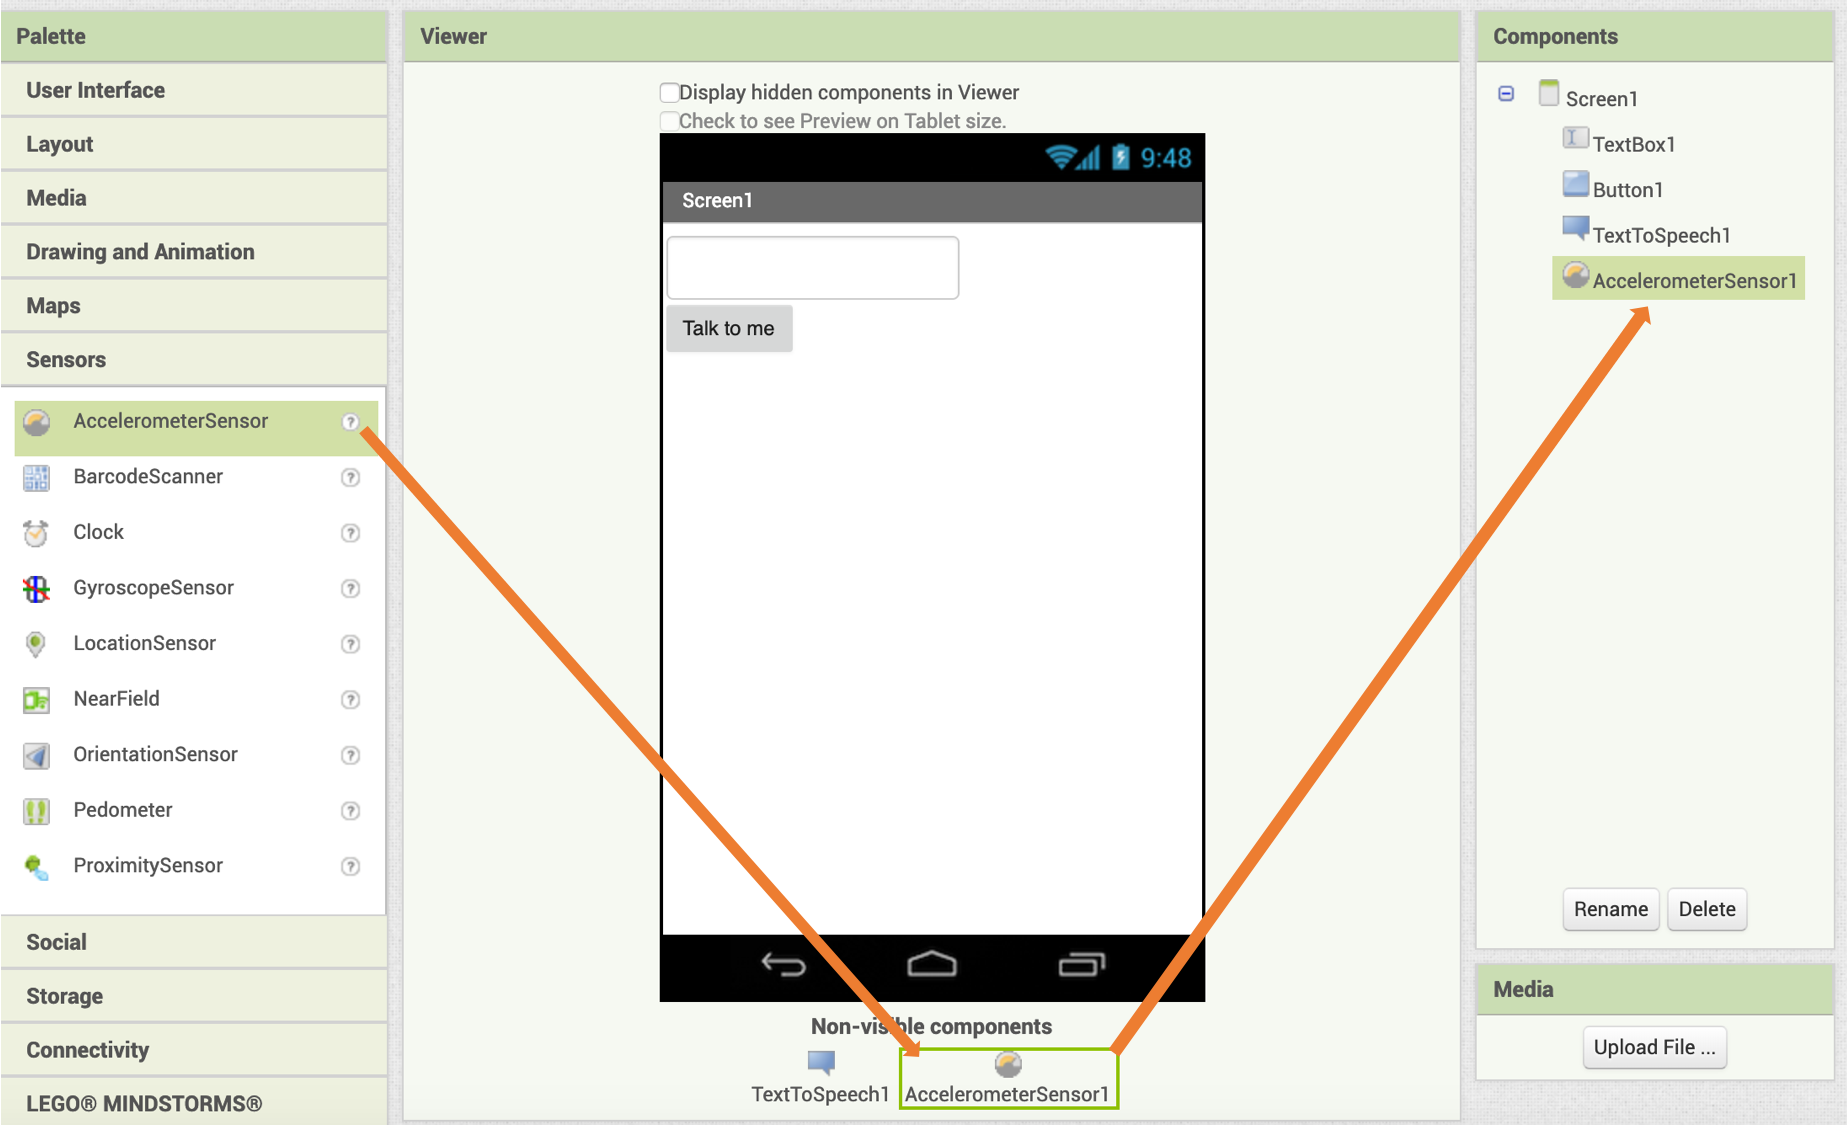 Palette
User Interface
Layout
Media
Drawing and Animation
Maps
Sensors
AccelerometerSensor ?
BarcodeScanner ?
Clock ?
GyroscopeSensor ?
LocationSensor ?
NearField ?
OrientationSensor ?
Pedometer ?
ProximitySensor ?
Social
Storage
Connectivity
LEGO® MINDSTORMS®
Viewer
Display hidden components in Viewer
Check to see Preview on Tablet size.
9:48
Screen1
Talk to me
Non-visible components
TextToSpeech1 AccelerometerSensor1
Components
Screen1
TextBox1
Button1
TextToSpeech1
AccelerometerSensor1
Rename Delete
Media
Upload File ...